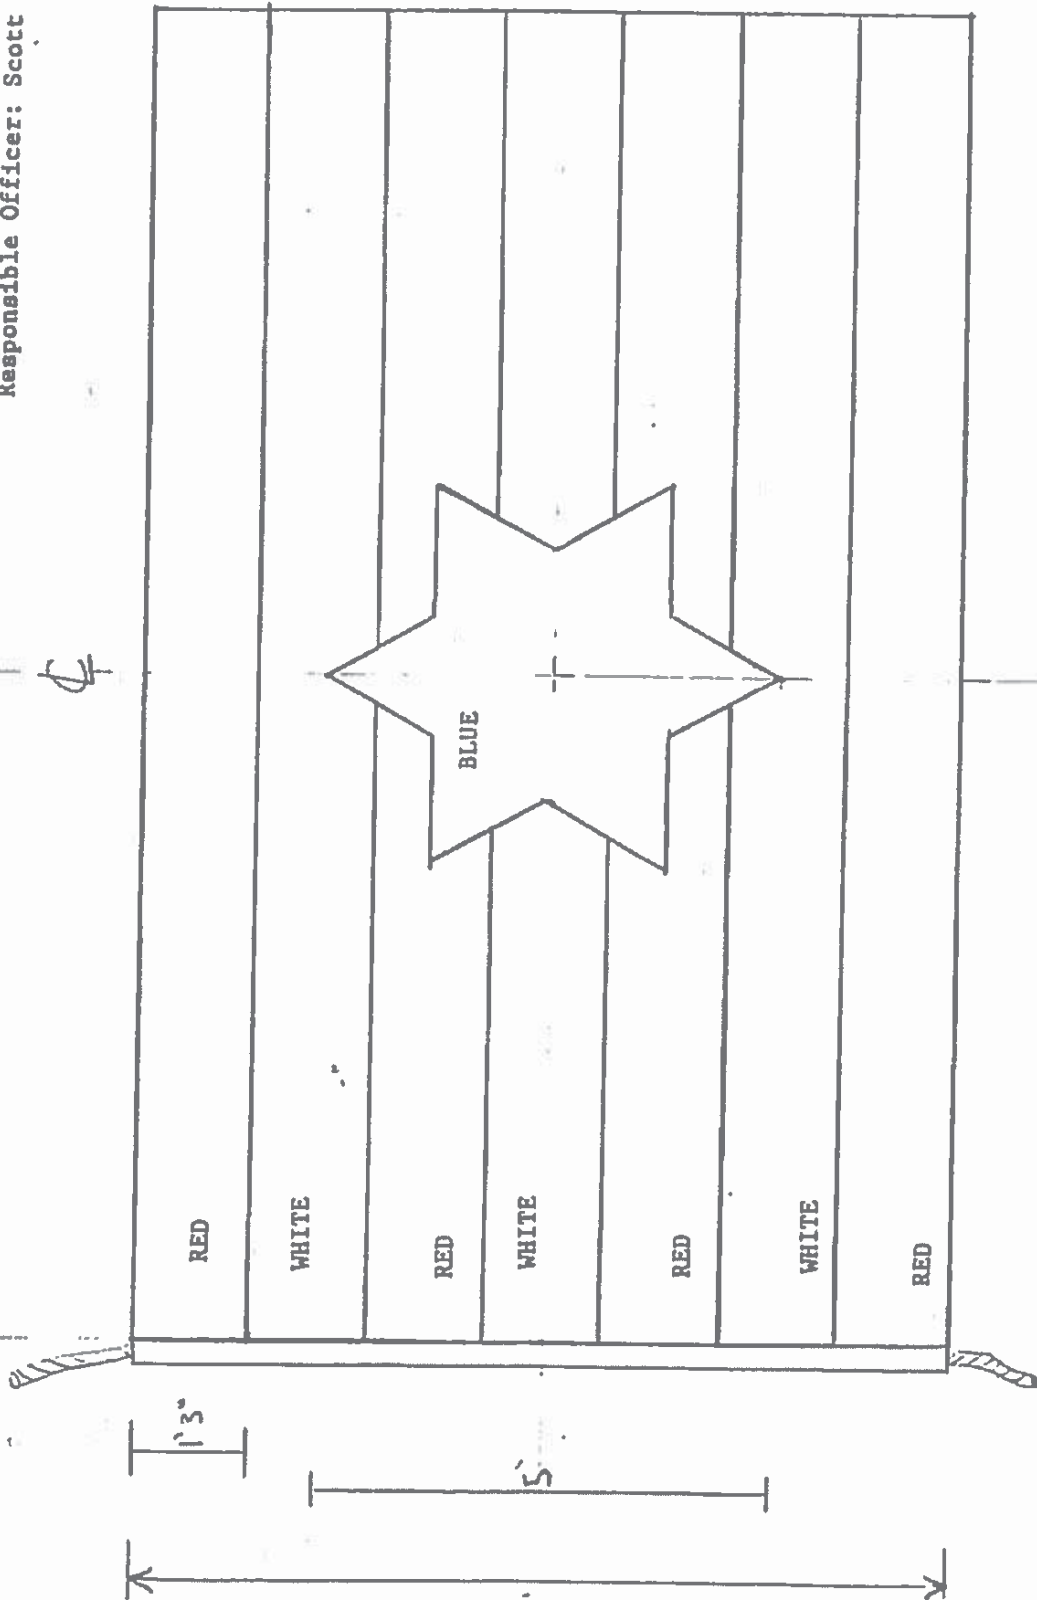 Responsible Officer: Scott
℄
RED
WHITE
RED
WHITE
RED
WHITE
RED
BLUE
1'3"
5'